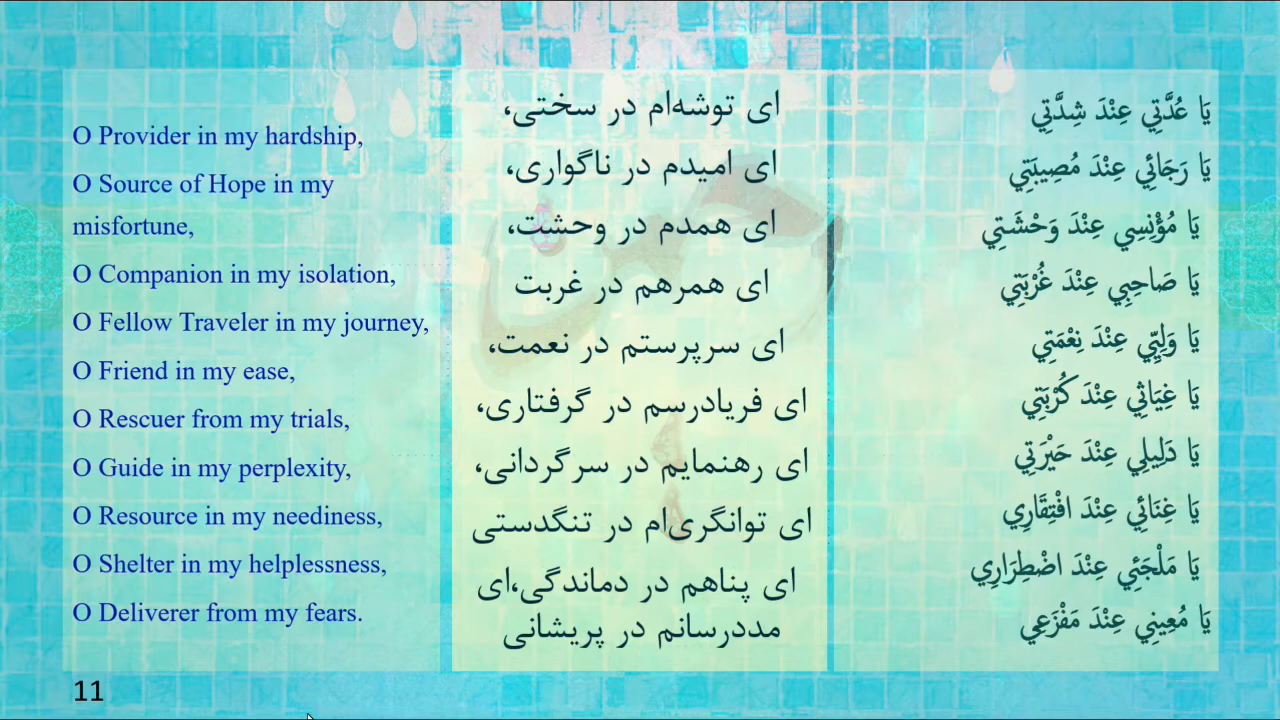 O Provider in my hardship,
O Source of Hope in my
misfortune,
O Companion in my isolation,
O Fellow Traveler in my journey,
O Friend in my ease,
O Rescuer from my trials,
O Guide in my perplexity,
O Resource in my neediness,
O Shelter in my helplessness,
O Deliverer from my fears.
ای توشه‌ام در سختی،
ای امیدم در ناگواری،
ای همدم در وحشت،
ای همرهم در غربت
ای سرپرستم در نعمت،
ای فریادرسم در گرفتاری،
ای رهنمایم در سرگردانی،
ای توانگری‌ام در تنگدستی
ای پناهم در دماندگی،ای
مددرسانم در پریشانی
يَا عُدَّتِي عِنْدَ شِدَّتِي
يَا رَجَائِي عِنْدَ مُصِيبَتِي
يَا مُؤْنِسِي عِنْدَ وَحْشَتِي
يَا صَاحِبِي عِنْدَ غُرْبَتِي
يَا وَلِيِّي عِنْدَ نِعْمَتِي
يَا غِيَاثِي عِنْدَ كُرْبَتِي
يَا دَلِيلِي عِنْدَ حَيْرَتِي
يَا غِنَائِي عِنْدَ افْتِقَارِي
يَا مَلْجَئِي عِنْدَ اضْطِرَارِي
يَا مُعِينِي عِنْدَ مَفْزَعِي
11